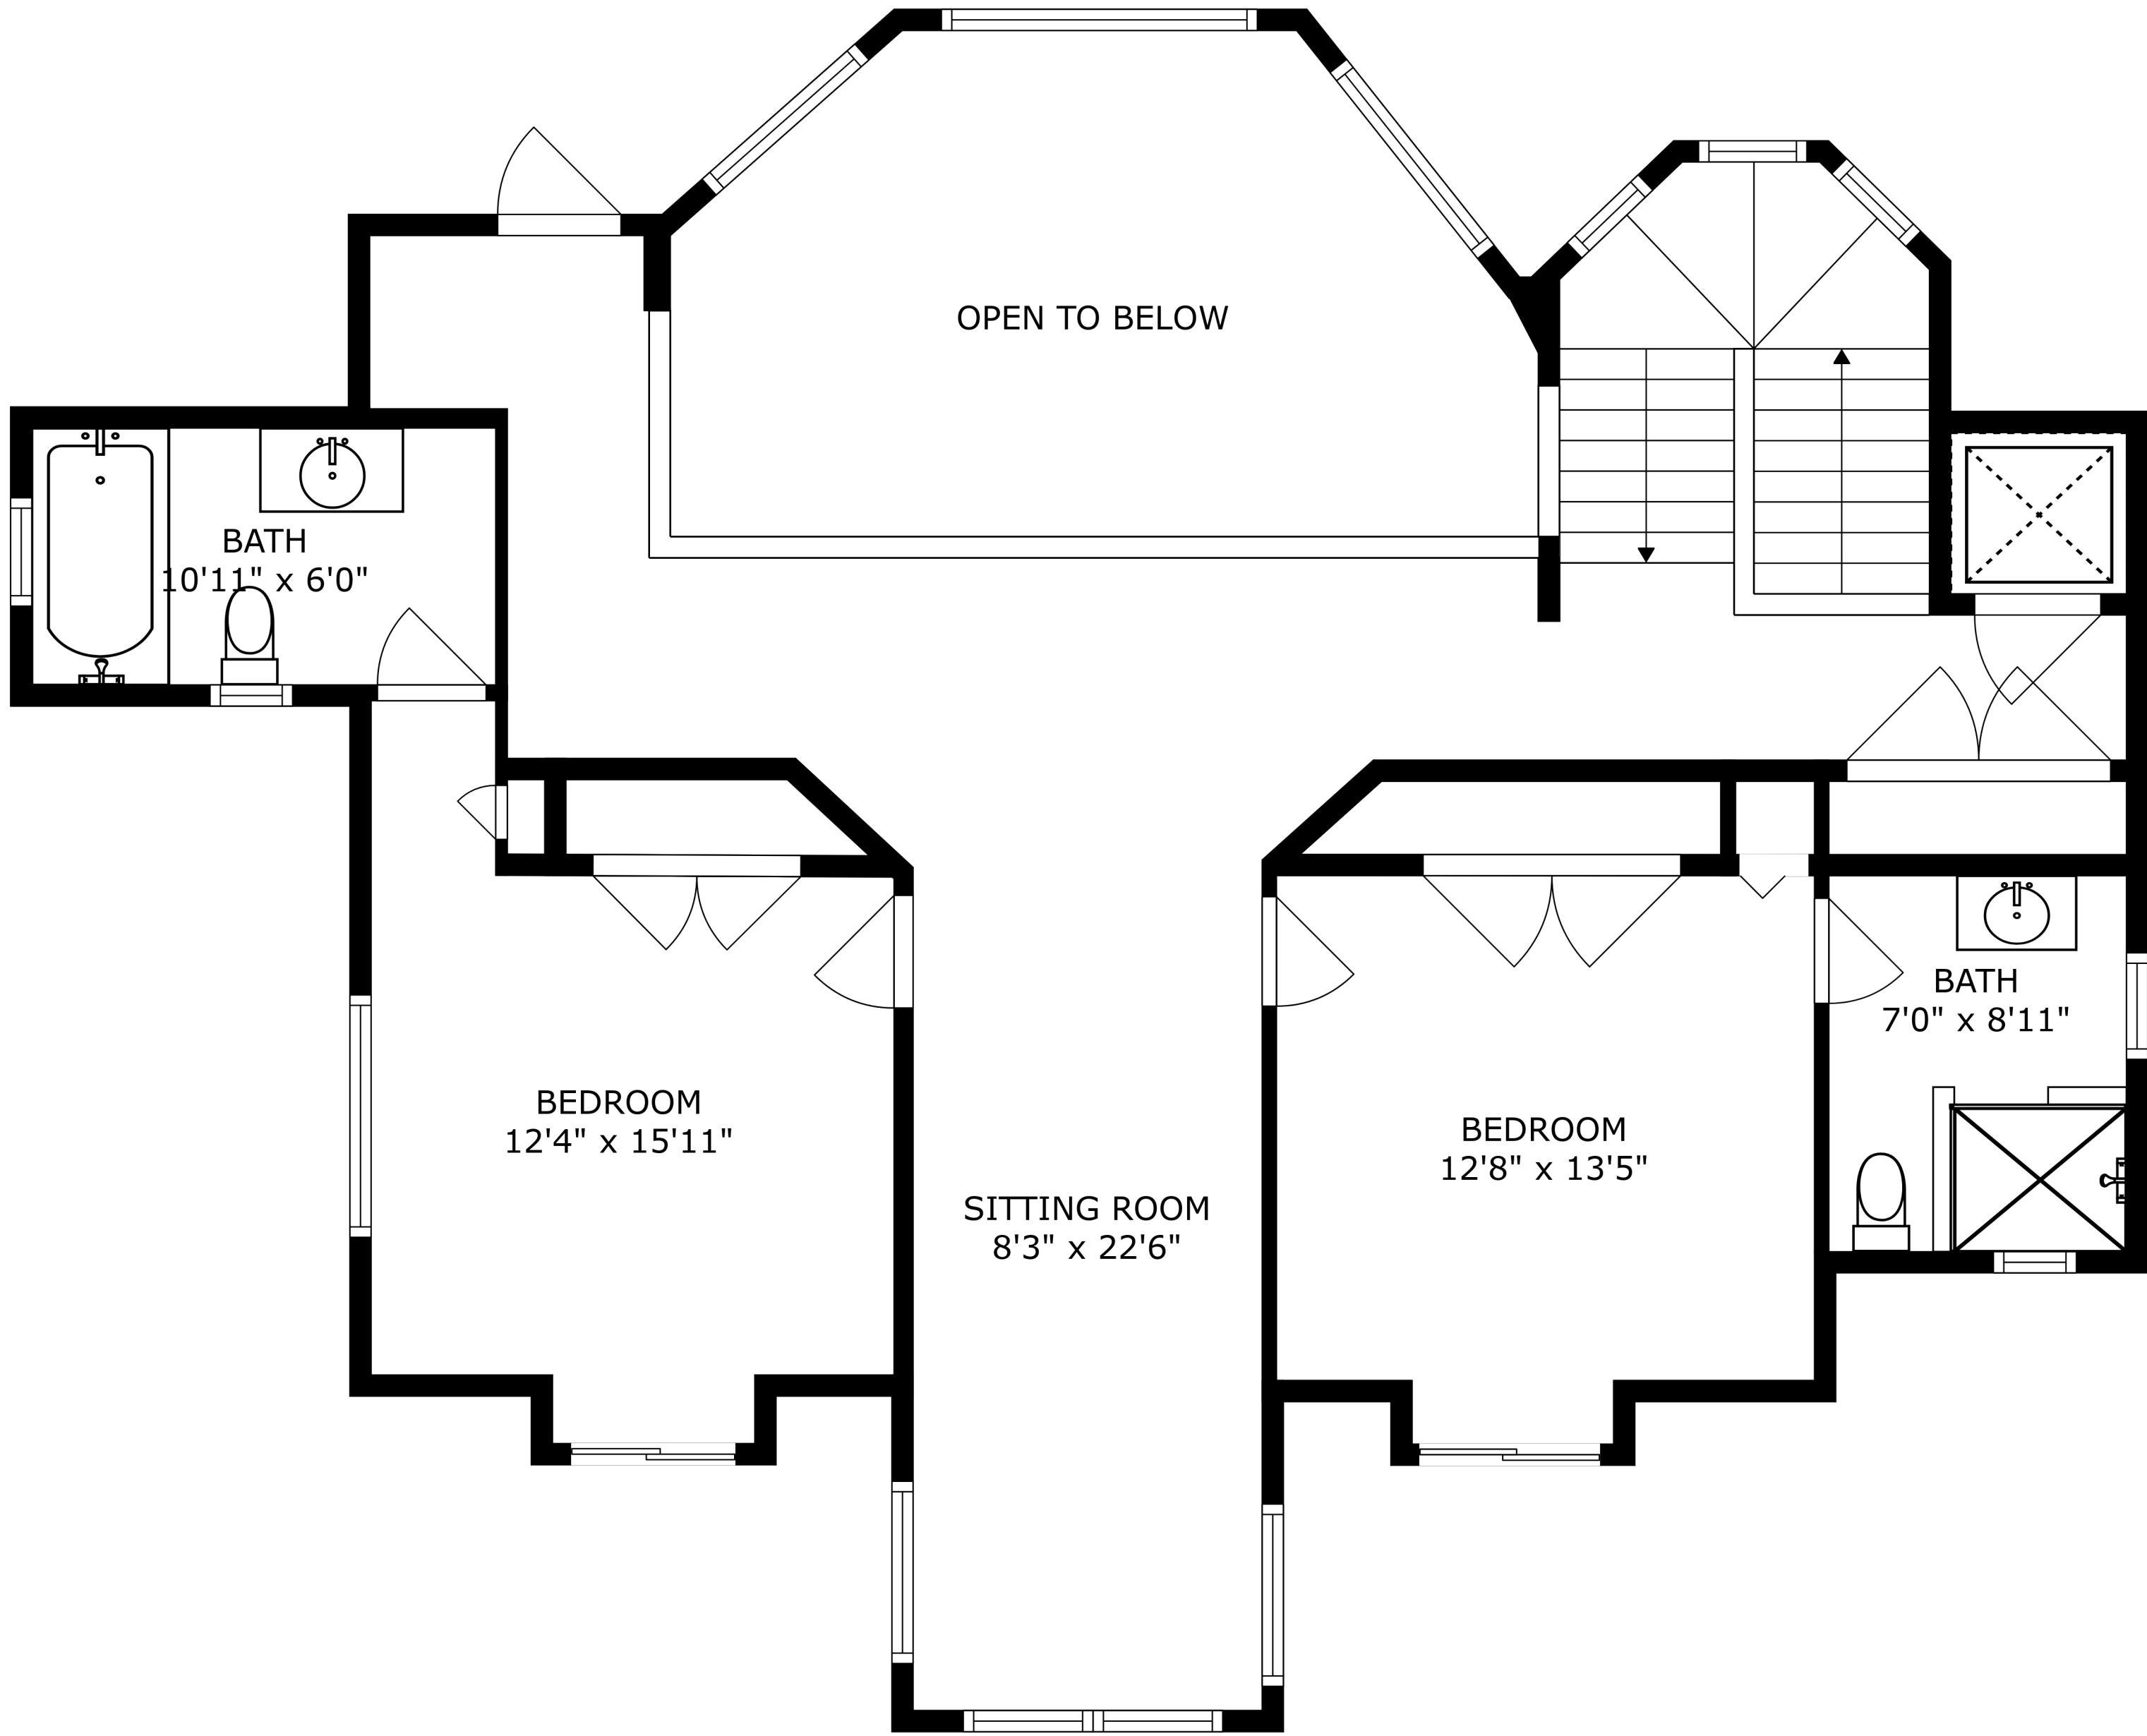 OPEN TO BELOW
BATH
10'11" x 6'0"
BATH
7'0" x 8'11"
BEDROOM
12'4" x 15'11"
BEDROOM
12'8" x 13'5"
SITTING ROOM
8'3" x 22'6"